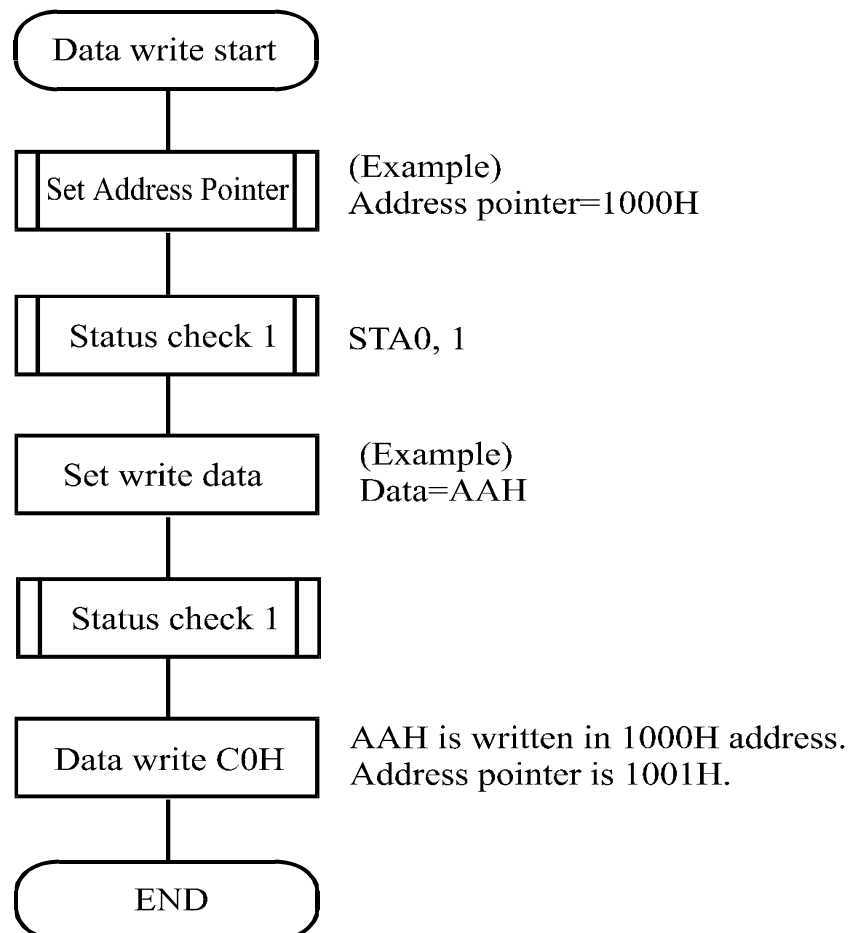 Data write start
Set Address Pointer
(Example)
Address pointer=1000H
Status check 1
STA0, 1
Set write data
(Example)
Data=AAH
Status check 1
Data write C0H
AAH is written in 1000H address.
Address pointer is 1001H.
END